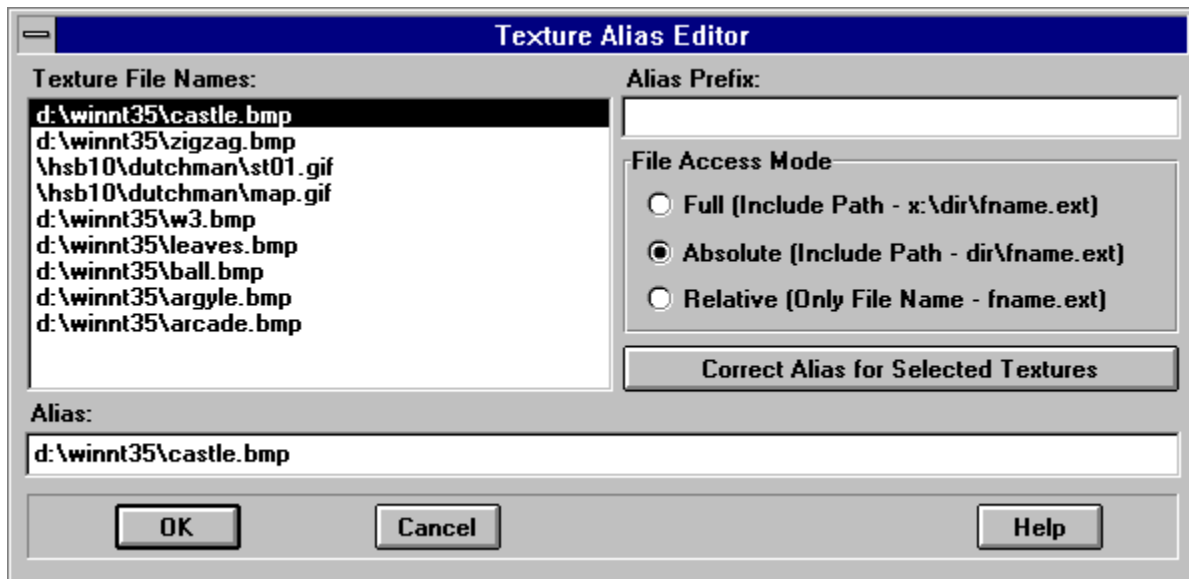 Texture Alias Editor
Texture File Names:
d:\winnt35\castle.bmp
d:\winnt35\zigzag.bmp
\hsb10\dutchman\st01.gif
\hsb10\dutchman\map.gif
d:\winnt35\w3.bmp
d:\winnt35\leaves.bmp
d:\winnt35\ball.bmp
d:\winnt35\argyle.bmp
d:\winnt35\arcade.bmp
Alias Prefix:
File Access Mode
Full (Include Path - x:\dir\fname.ext)
Absolute (Include Path - dir\fname.ext)
Relative (Only File Name - fname.ext)
Correct Alias for Selected Textures
Alias:
d:\winnt35\castle.bmp
OK
Cancel
Help